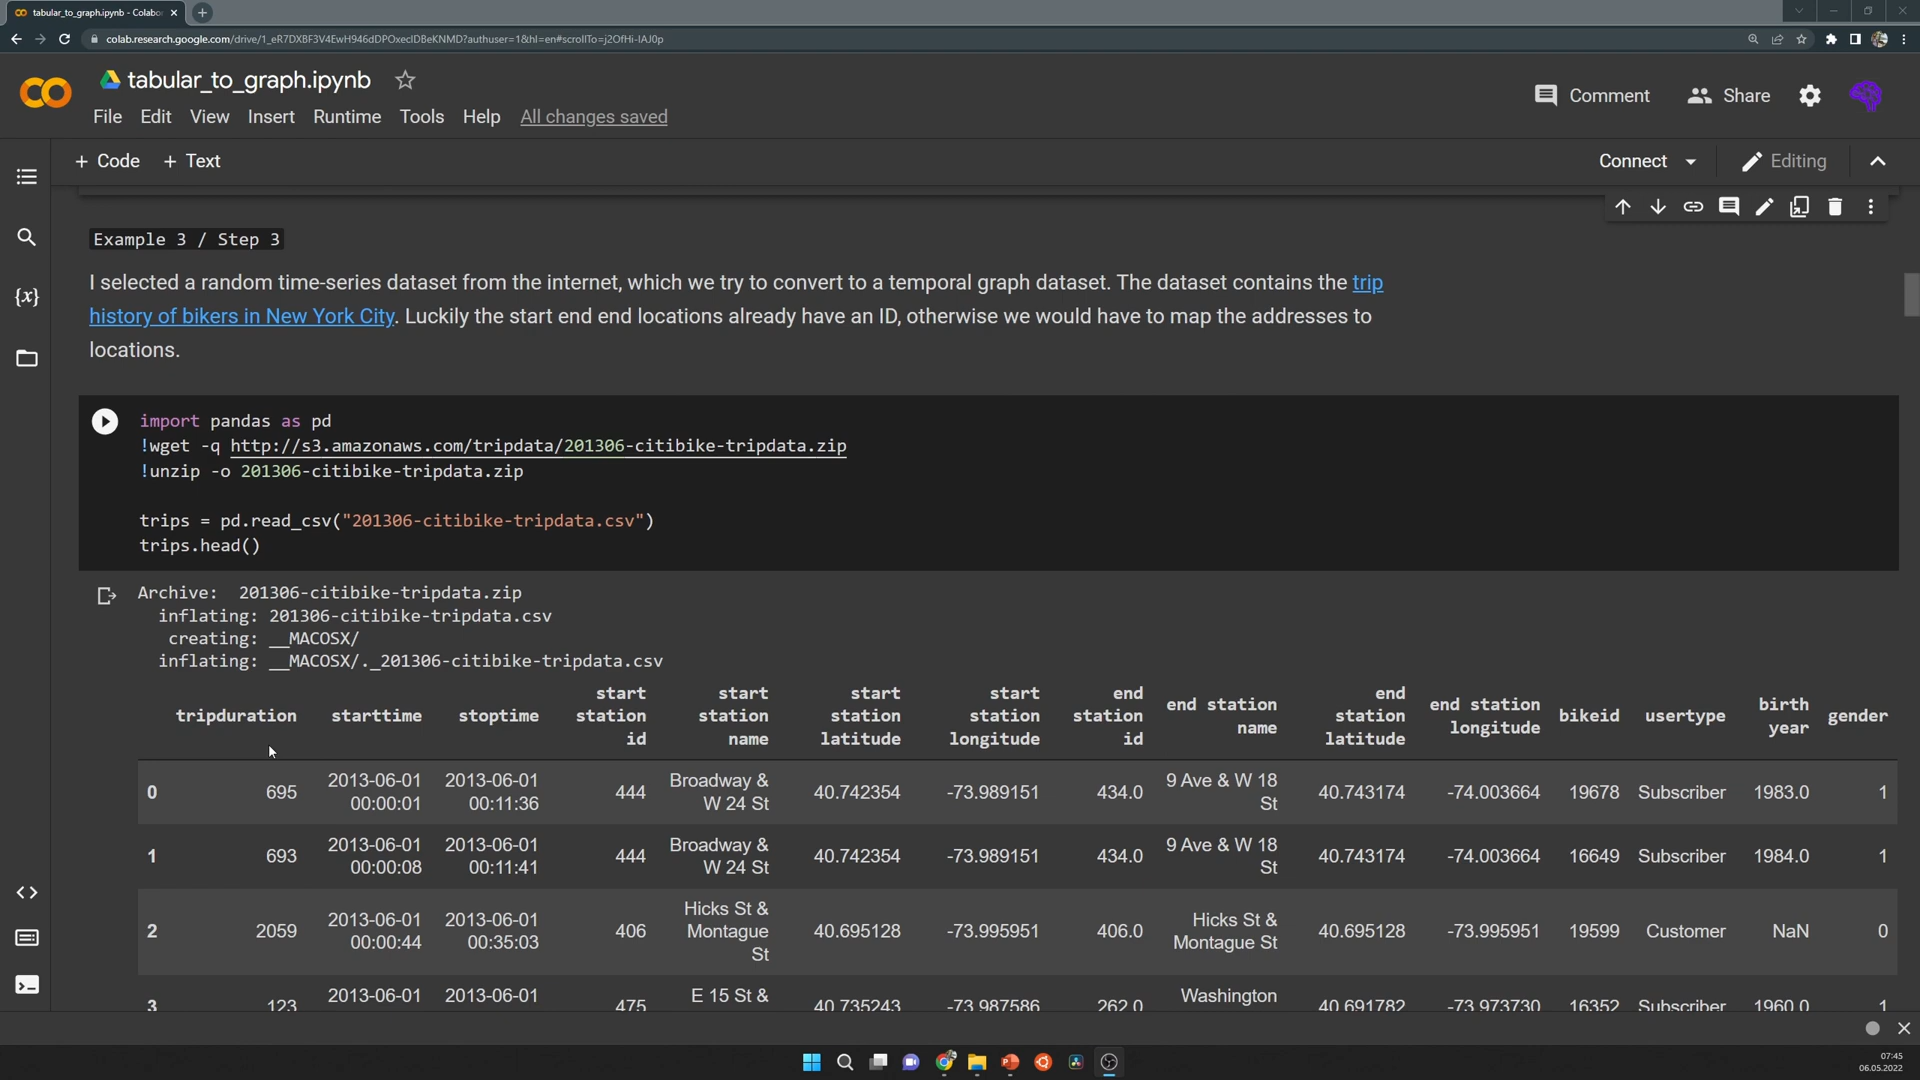 tabular_to_graph.ipynb - Colabo
colab.research.google.com/drive/1_eR7DXBF3V4EwH946dDPOxecIDBeKNMD?authuser=1&hl=en#scrollTo=j2OfHi-IAJ0p
tabular_to_graph.ipynb
Comment
Share
File Edit View Insert Runtime Tools Help All changes saved
+ Code + Text
Connect
Editing
{x}
Example 3 / Step 3
I selected a random time-series dataset from the internet, which we try to convert to a temporal graph dataset. The dataset contains the trip
history of bikers in New York City. Luckily the start end end locations already have an ID, otherwise we would have to map the addresses to
locations.
import pandas as pd
!wget -q http://s3.amazonaws.com/tripdata/201306-citibike-tripdata.zip
!unzip -o 201306-citibike-tripdata.zip
trips = pd.read_csv("201306-citibike-tripdata.csv")
trips.head()
Archive:  201306-citibike-tripdata.zip
inflating: 201306-citibike-tripdata.csv
creating: __MACOSX/
inflating: __MACOSX/._201306-citibike-tripdata.csv
tripduration starttime stoptime start station id start station name start station latitude start station longitude end station id end station name end station latitude end station longitude bikeid usertype birth year gender
0 695 2013-06-01 00:00:01 2013-06-01 00:11:36 444 Broadway & W 24 St 40.742354 -73.989151 434.0 9 Ave & W 18 St 40.743174 -74.003664 19678 Subscriber 1983.0 1
1 693 2013-06-01 00:00:08 2013-06-01 00:11:41 444 Broadway & W 24 St 40.742354 -73.989151 434.0 9 Ave & W 18 St 40.743174 -74.003664 16649 Subscriber 1984.0 1
2 2059 2013-06-01 00:00:44 2013-06-01 00:35:03 406 Hicks St & Montague St 40.695128 -73.995951 406.0 Hicks St & Montague St 40.695128 -73.995951 19599 Customer NaN 0
3 123 2013-06-01 2013-06-01 475 E 15 St & 40.735243 -73.987586 262.0 Washington 40.691782 -73.973730 16352 Subscriber 1960.0 1
07:45
06.05.2022